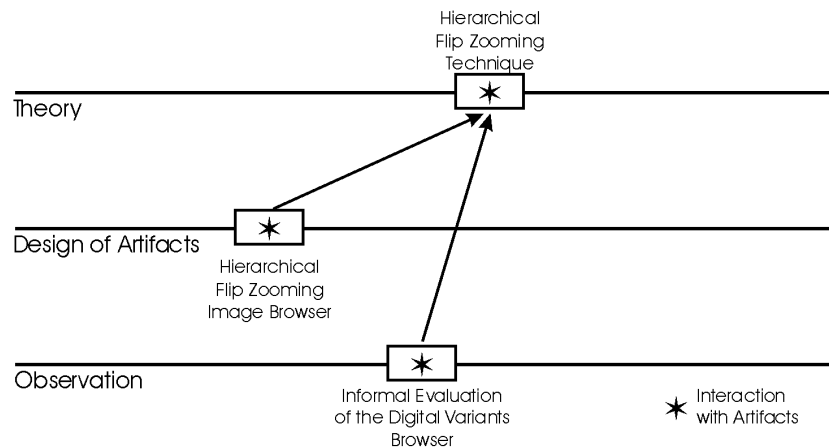 Hierarchical
Flip Zooming
Technique
Theory
Design of Artifacts
Hierarchical
Flip Zooming
Image Browser
Observation
Informal Evaluation
of the Digital Variants
Browser
Interaction
with Artifacts